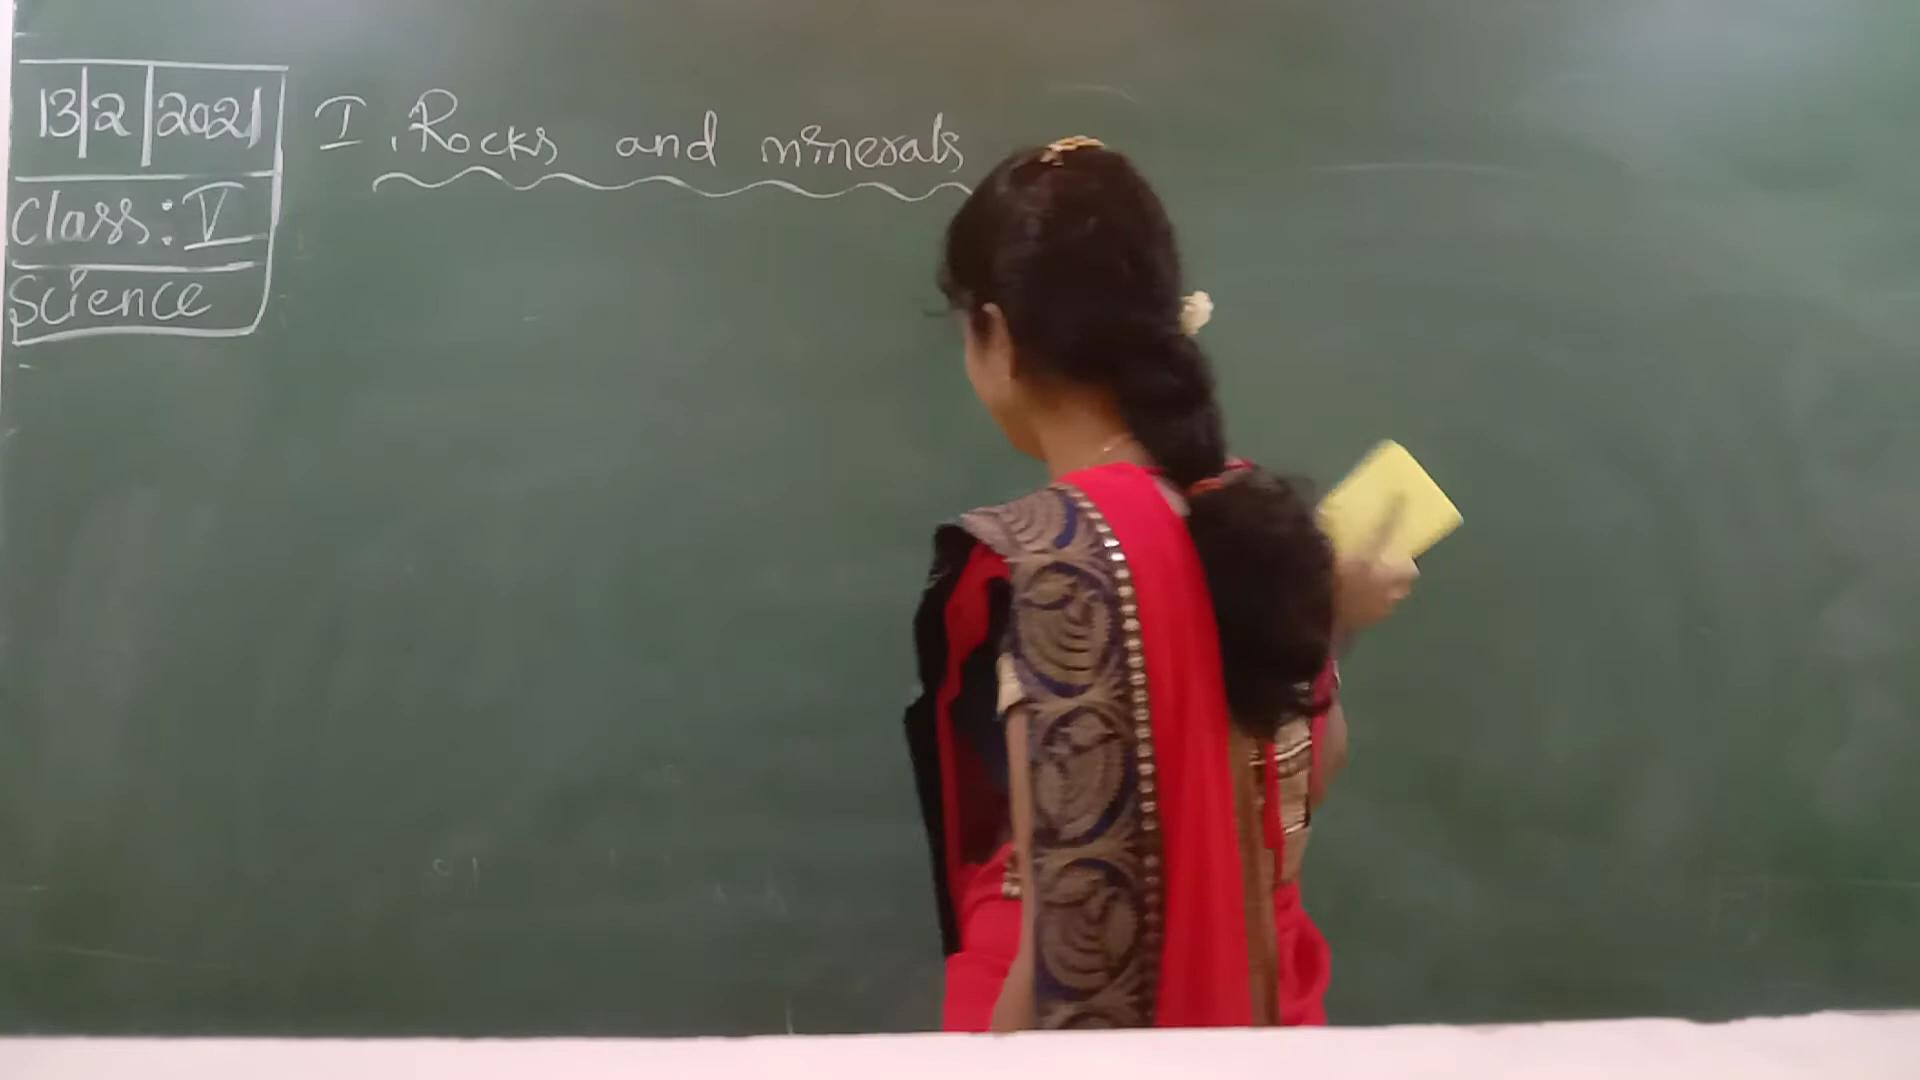 13|2|2021
Class: V
Science
I. Rocks and minerals